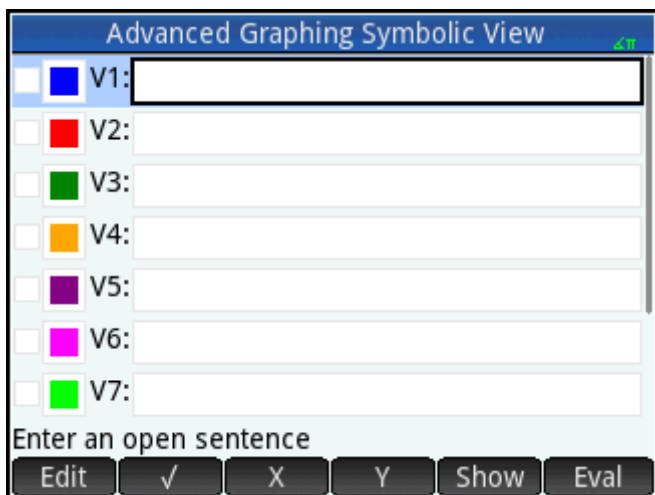 Advanced Graphing Symbolic View ∡π
V1:
V2:
V3:
V4:
V5:
V6:
V7:
Enter an open sentence
Edit √ X Y Show Eval